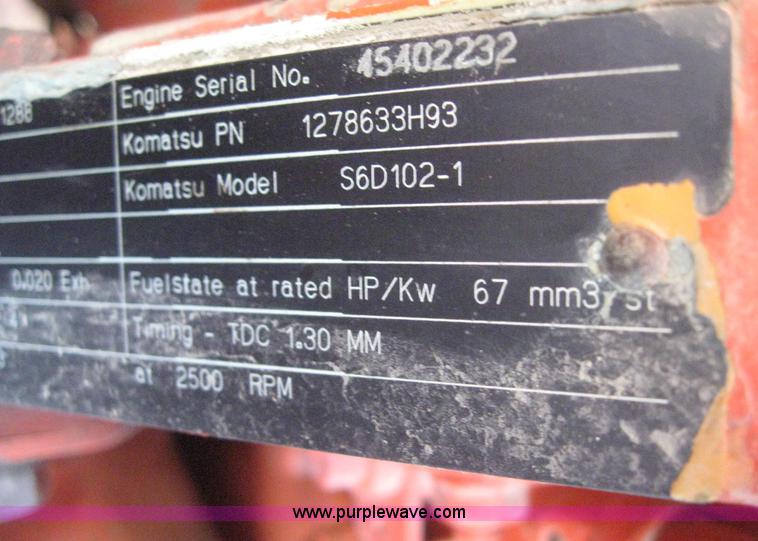 Engine Serial No. 45402232
1288
Komatsu PN 1278633H93
Komatsu Model S6D102-1
0.020 Exh. Fuelstate at rated HP/Kw 67 mm3/st
Timing - TDC 1.30 MM
at 2500 RPM
www.purplewave.com